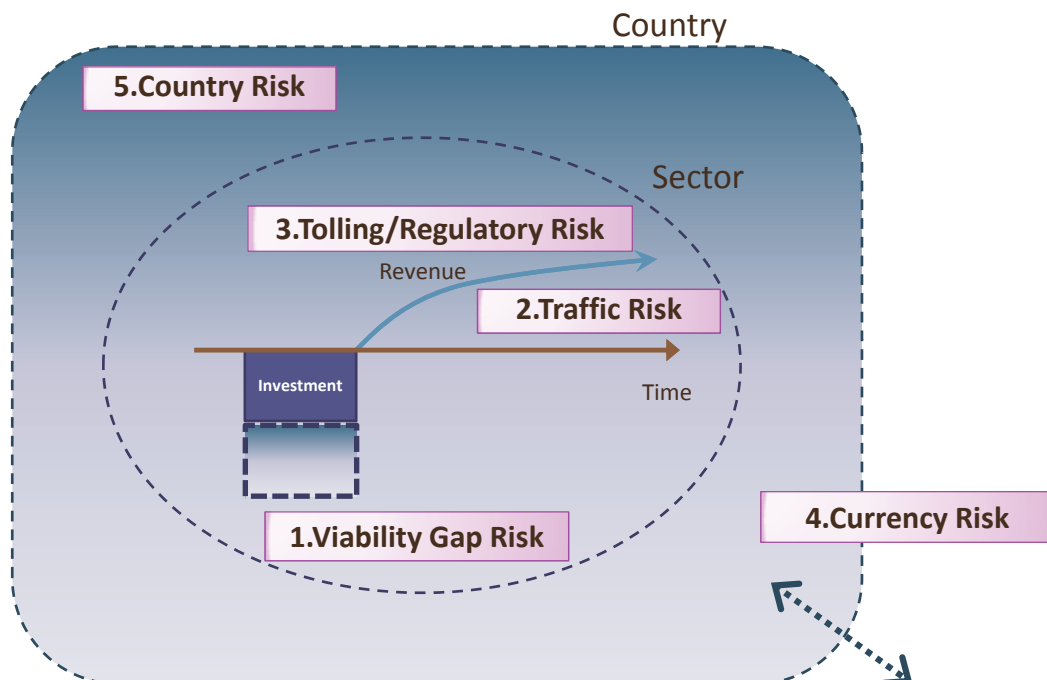 Country
5.Country Risk
Sector
3.Tolling/Regulatory Risk
Revenue
2.Traffic Risk
Investment
Time
4.Currency Risk
1.Viability Gap Risk